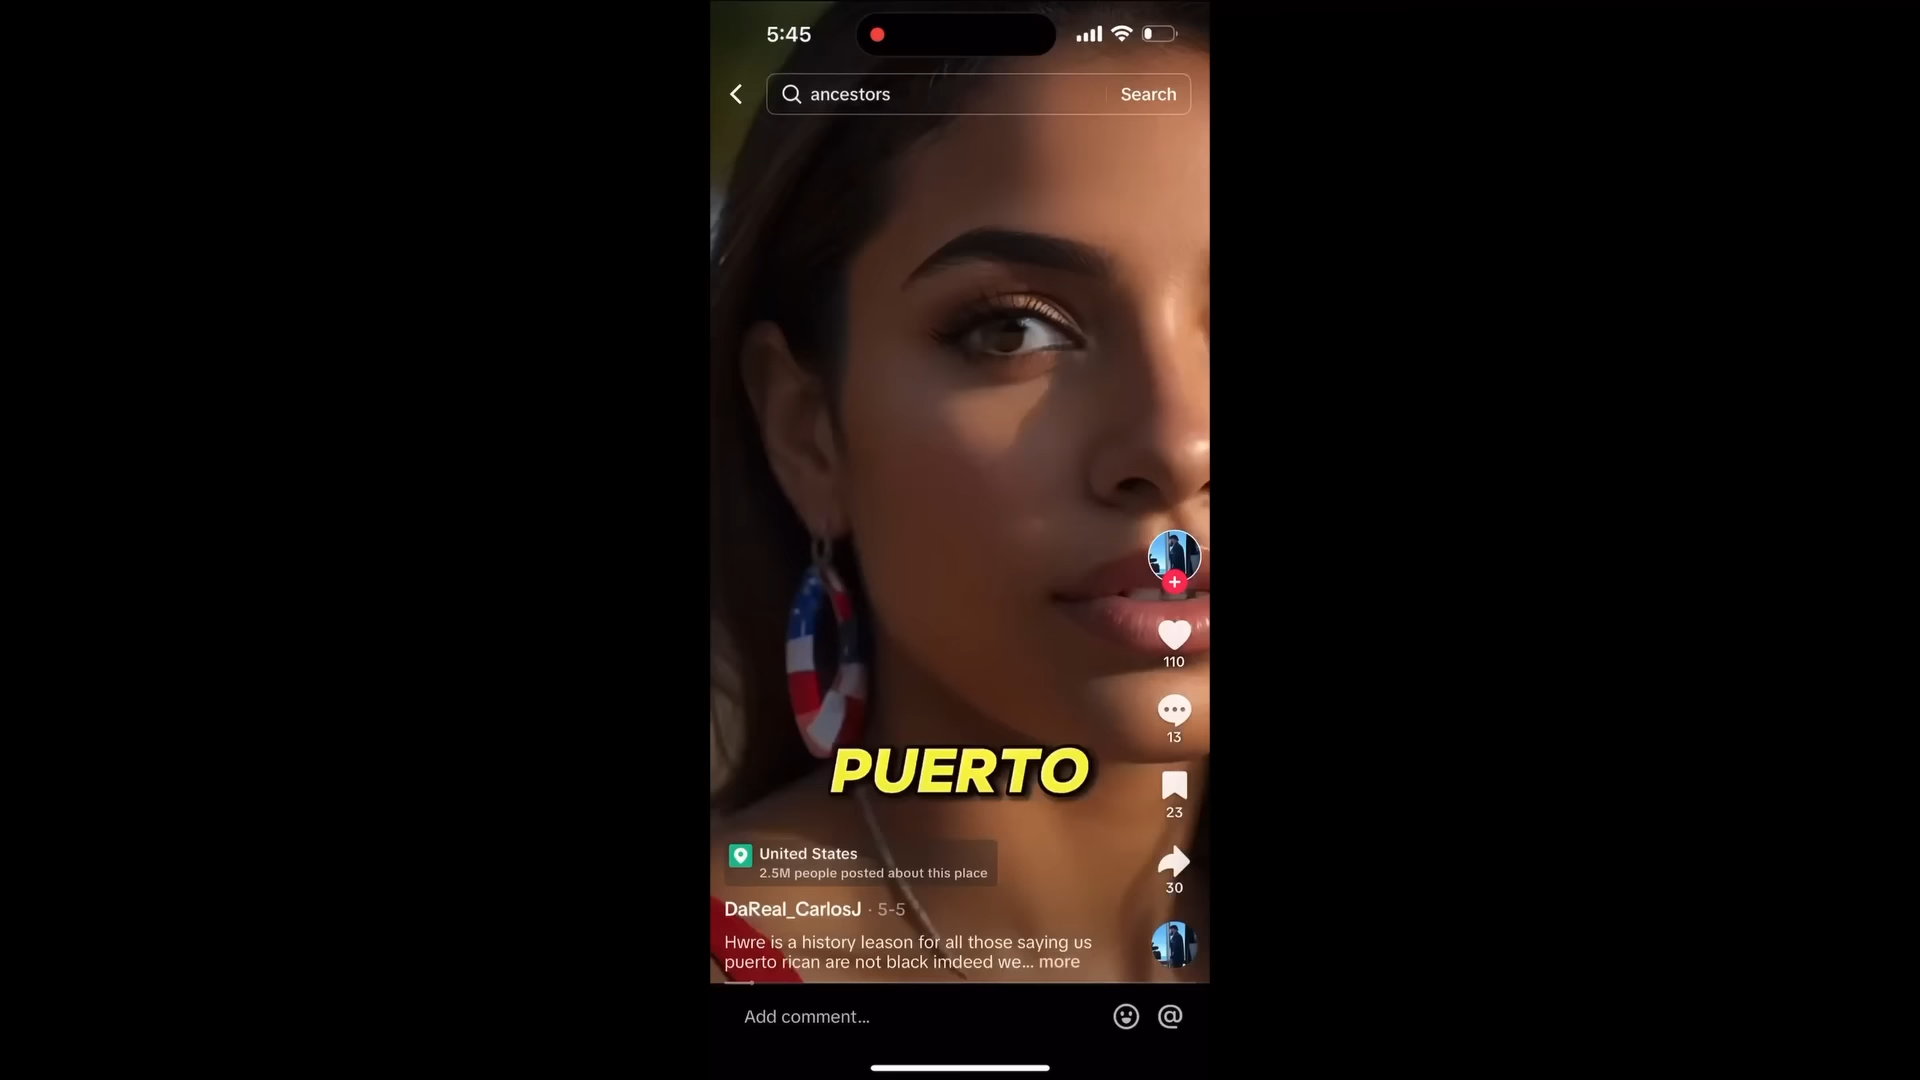 5:45
ancestors
Search
110
13
PUERTO
23
United States
2.5M people posted about this place
30
DaReal_CarlosJ · 5-5
Hwre is a history leason for all those saying us
puerto rican are not black imdeed we... more
Add comment...